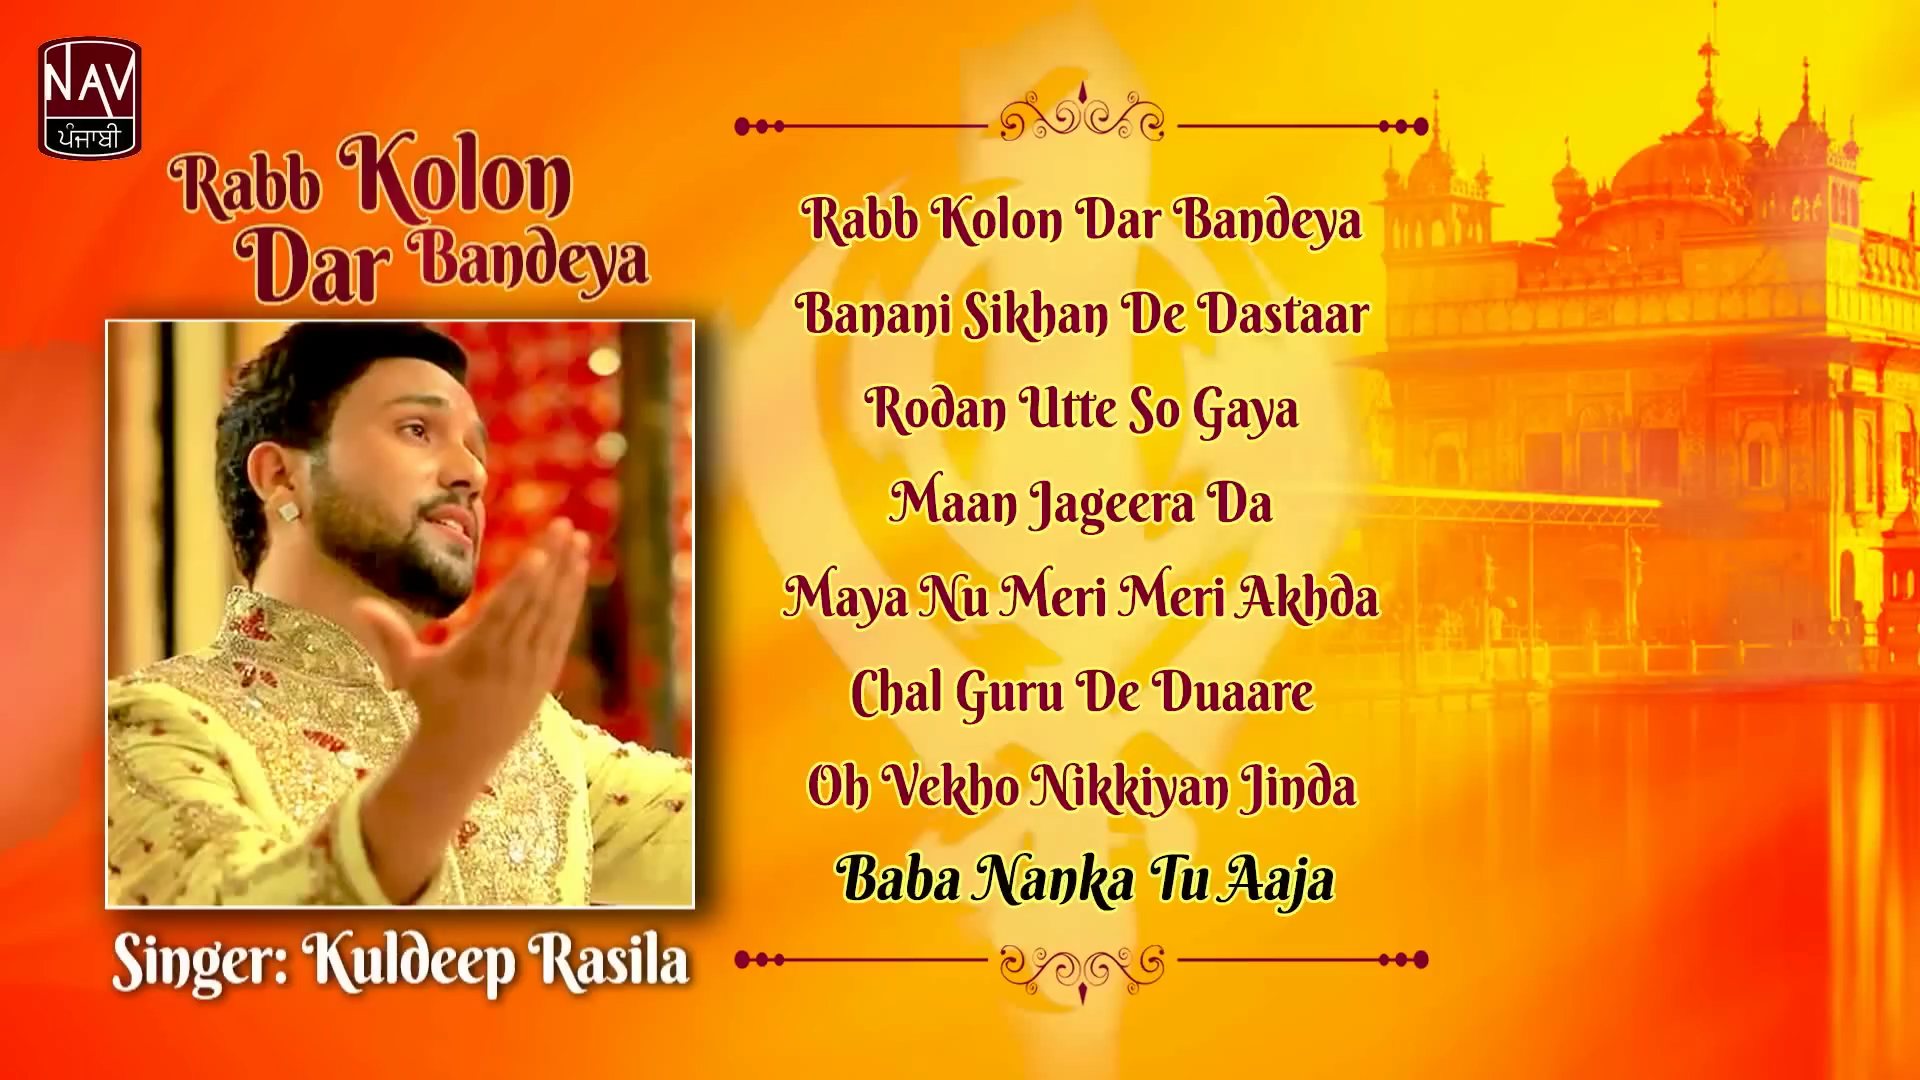 NAV
ਪੰਜਾਬੀ
Rabb Kolon
Dar Bandeya
Singer: Kuldeep Rasila
Rabb Kolon Dar Bandeya
Banani Sikhan De Dastaar
Rodan Utte So Gaya
Maan Jageera Da
Maya Nu Meri Meri Akhda
Chal Guru De Duaare
Oh Vekho Nikkiyan Jinda
Baba Nanka Tu Aaja